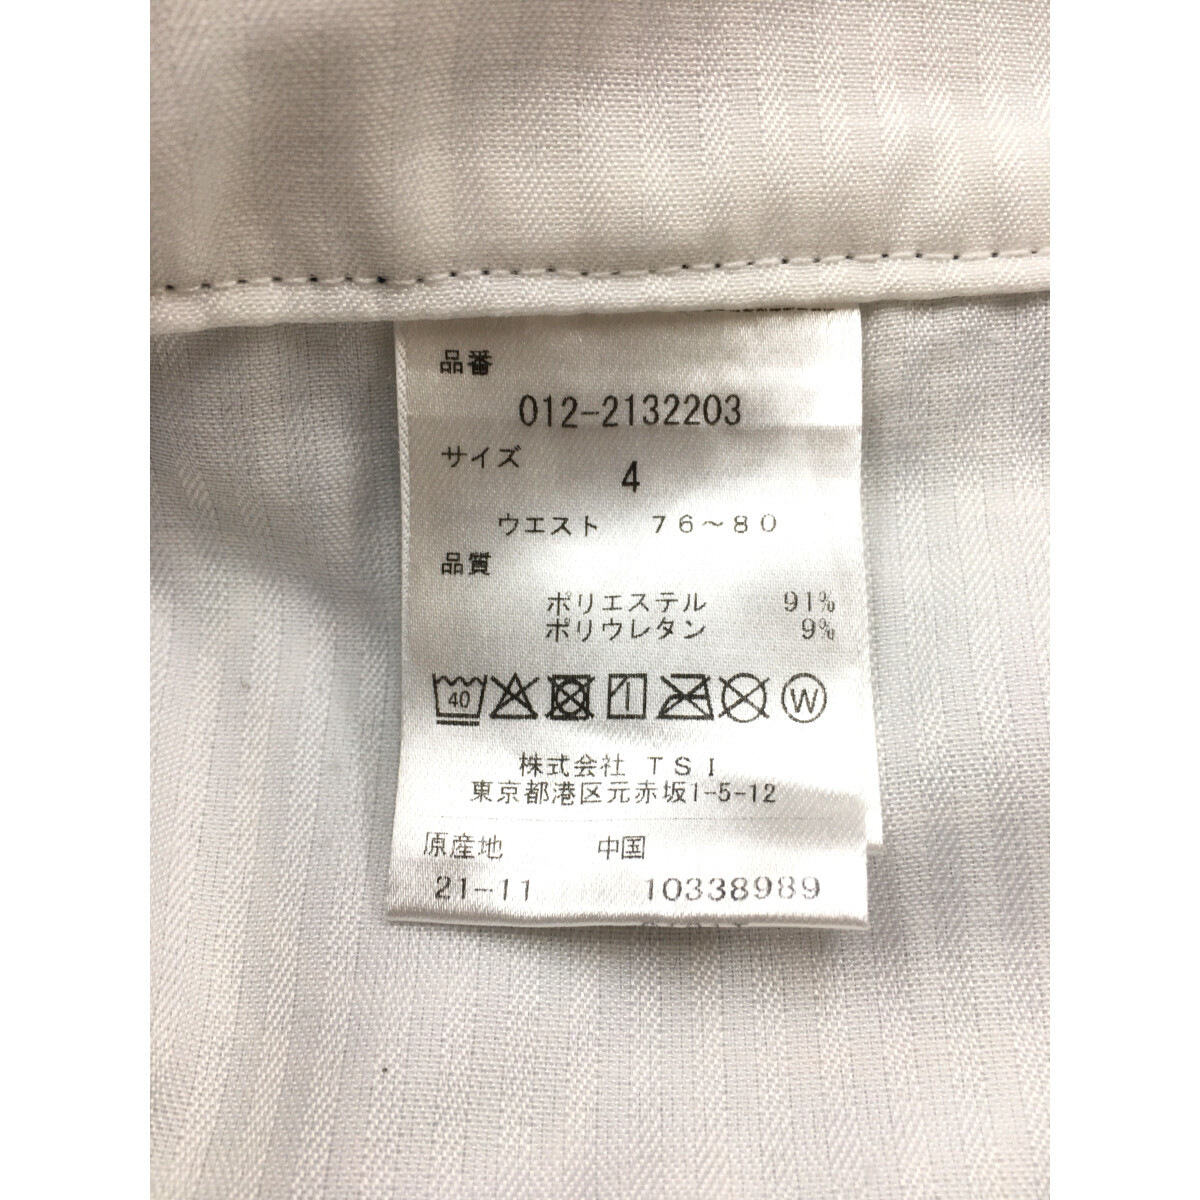 品番
012-2132203
サイズ
4
ウエスト 76~80
品質
ポリエステル 91%
ポリウレタン 9%
40 W
株式会社 TSI
東京都港区元赤坂1-5-12
原産地 中国
21-11 10338989